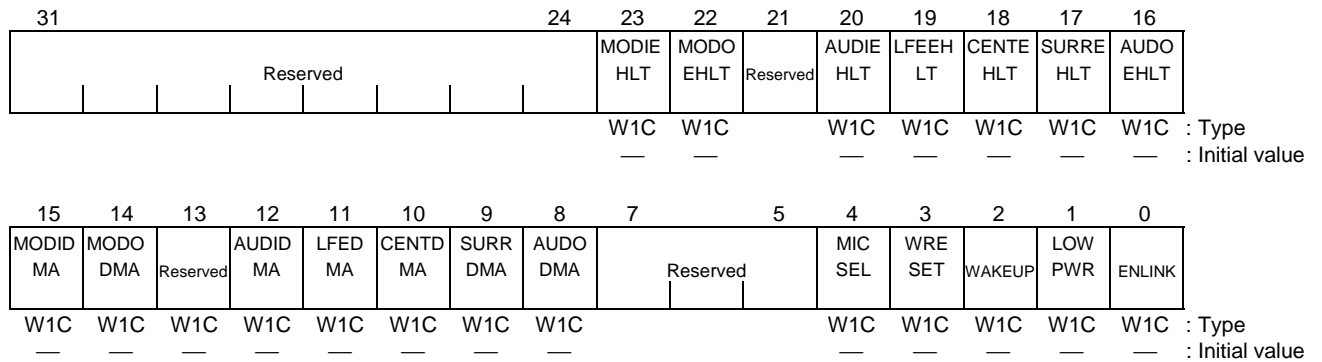 31 24 23 22 21 20 19 18 17 16
MODIE MODO AUDIE LFEEH CENTE SURRE AUDO
Reserved HLT EHLT Reserved HLT LT HLT HLT EHLT
W1C W1C W1C W1C W1C W1C W1C : Type
— — — — — — — : Initial value
15 14 13 12 11 10 9 8 7 5 4 3 2 1 0
MODID MODO AUDID LFED CENTD SURR AUDO MIC WRE LOW
MA DMA Reserved MA MA MA DMA DMA Reserved SEL SET WAKEUP PWR ENLINK
W1C W1C W1C W1C W1C W1C W1C W1C W1C W1C W1C W1C W1C : Type
— — — — — — — — — — — — — : Initial value